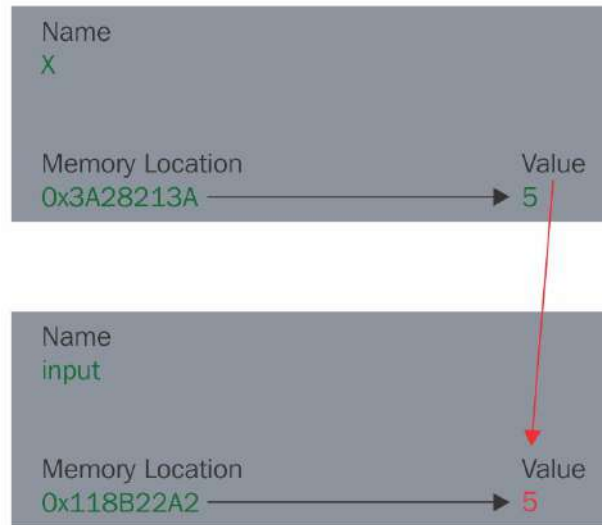 Name
X
Memory Location Value
0x3A28213A 5
Name
input
Memory Location Value
0x118B22A2 5